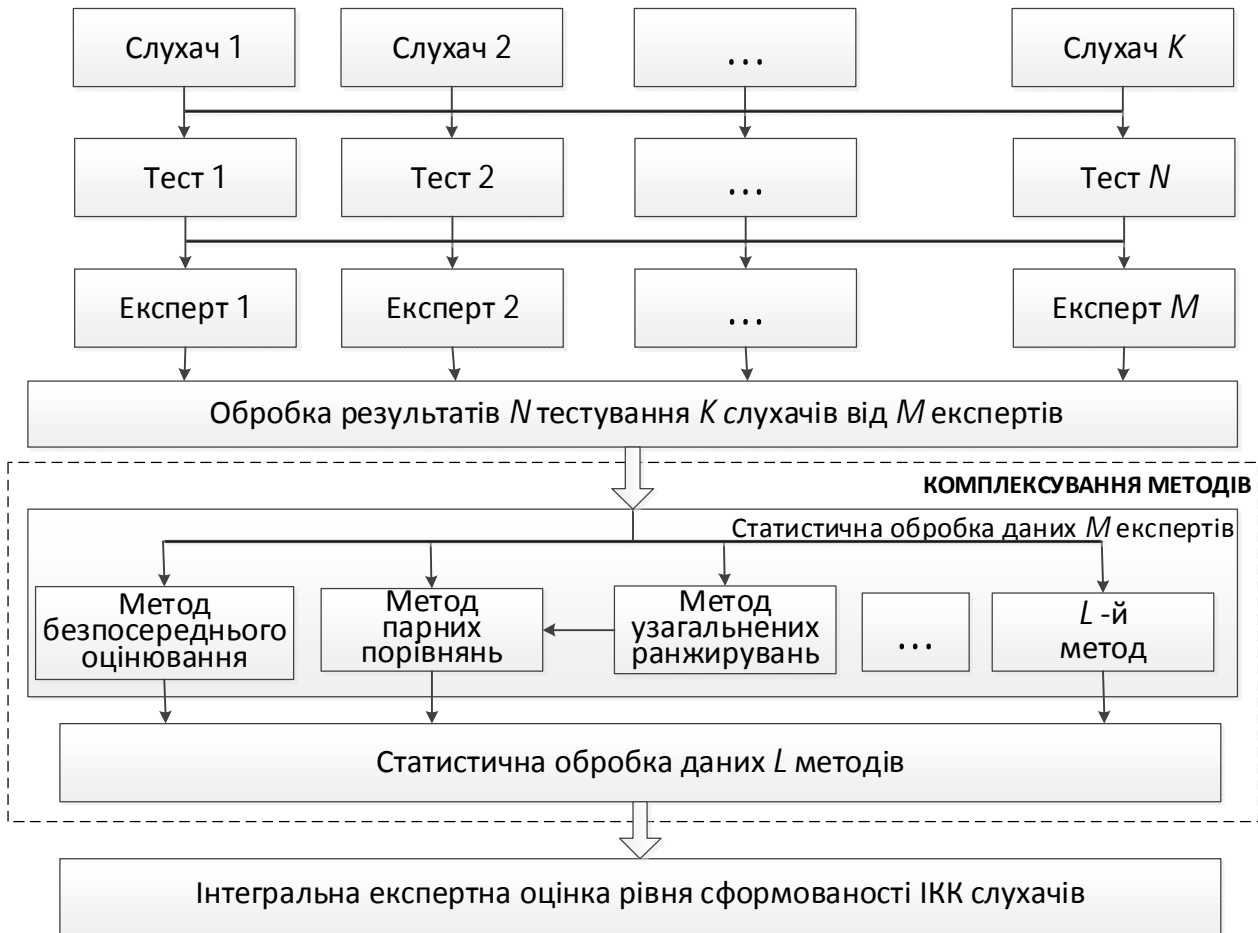 Слухач 1
Слухач 2
...
Слухач K
Тест 1
Тест 2
...
Тест N
Експерт 1
Експерт 2
...
Експерт M
Обробка результатів N тестування K слухачів від M експертів
КОМПЛЕКСУВАННЯ МЕТОДІВ
Статистична обробка даних M експертів
Метод
безпосереднього
оцінювання
Метод
парних
порівнянь
Метод
узагальнених
ранжирувань
...
L -й
метод
Статистична обробка даних L методів
Інтегральна експертна оцінка рівня сформованості ІКК слухачів